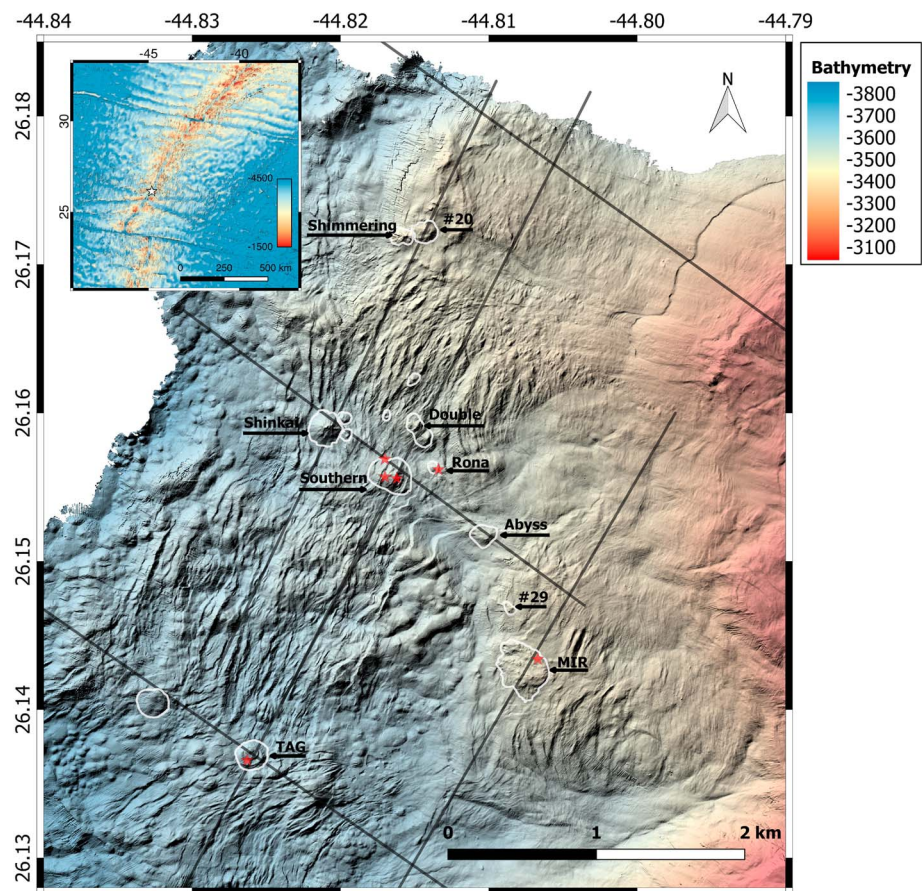 -44.84 -44.83 -44.82 -44.81 -44.80 -44.79
-45 -40
30
25
-4500
-1500
0 250 500 km
N
Bathymetry
-3800
-3700
-3600
-3500
-3400
-3300
-3200
-3100
26.18
26.17
26.16
26.15
26.14
26.13
Shimmering
#20
Shinkai
Double
Southern
Rona
Abyss
#29
MIR
TAG
0 1 2 km